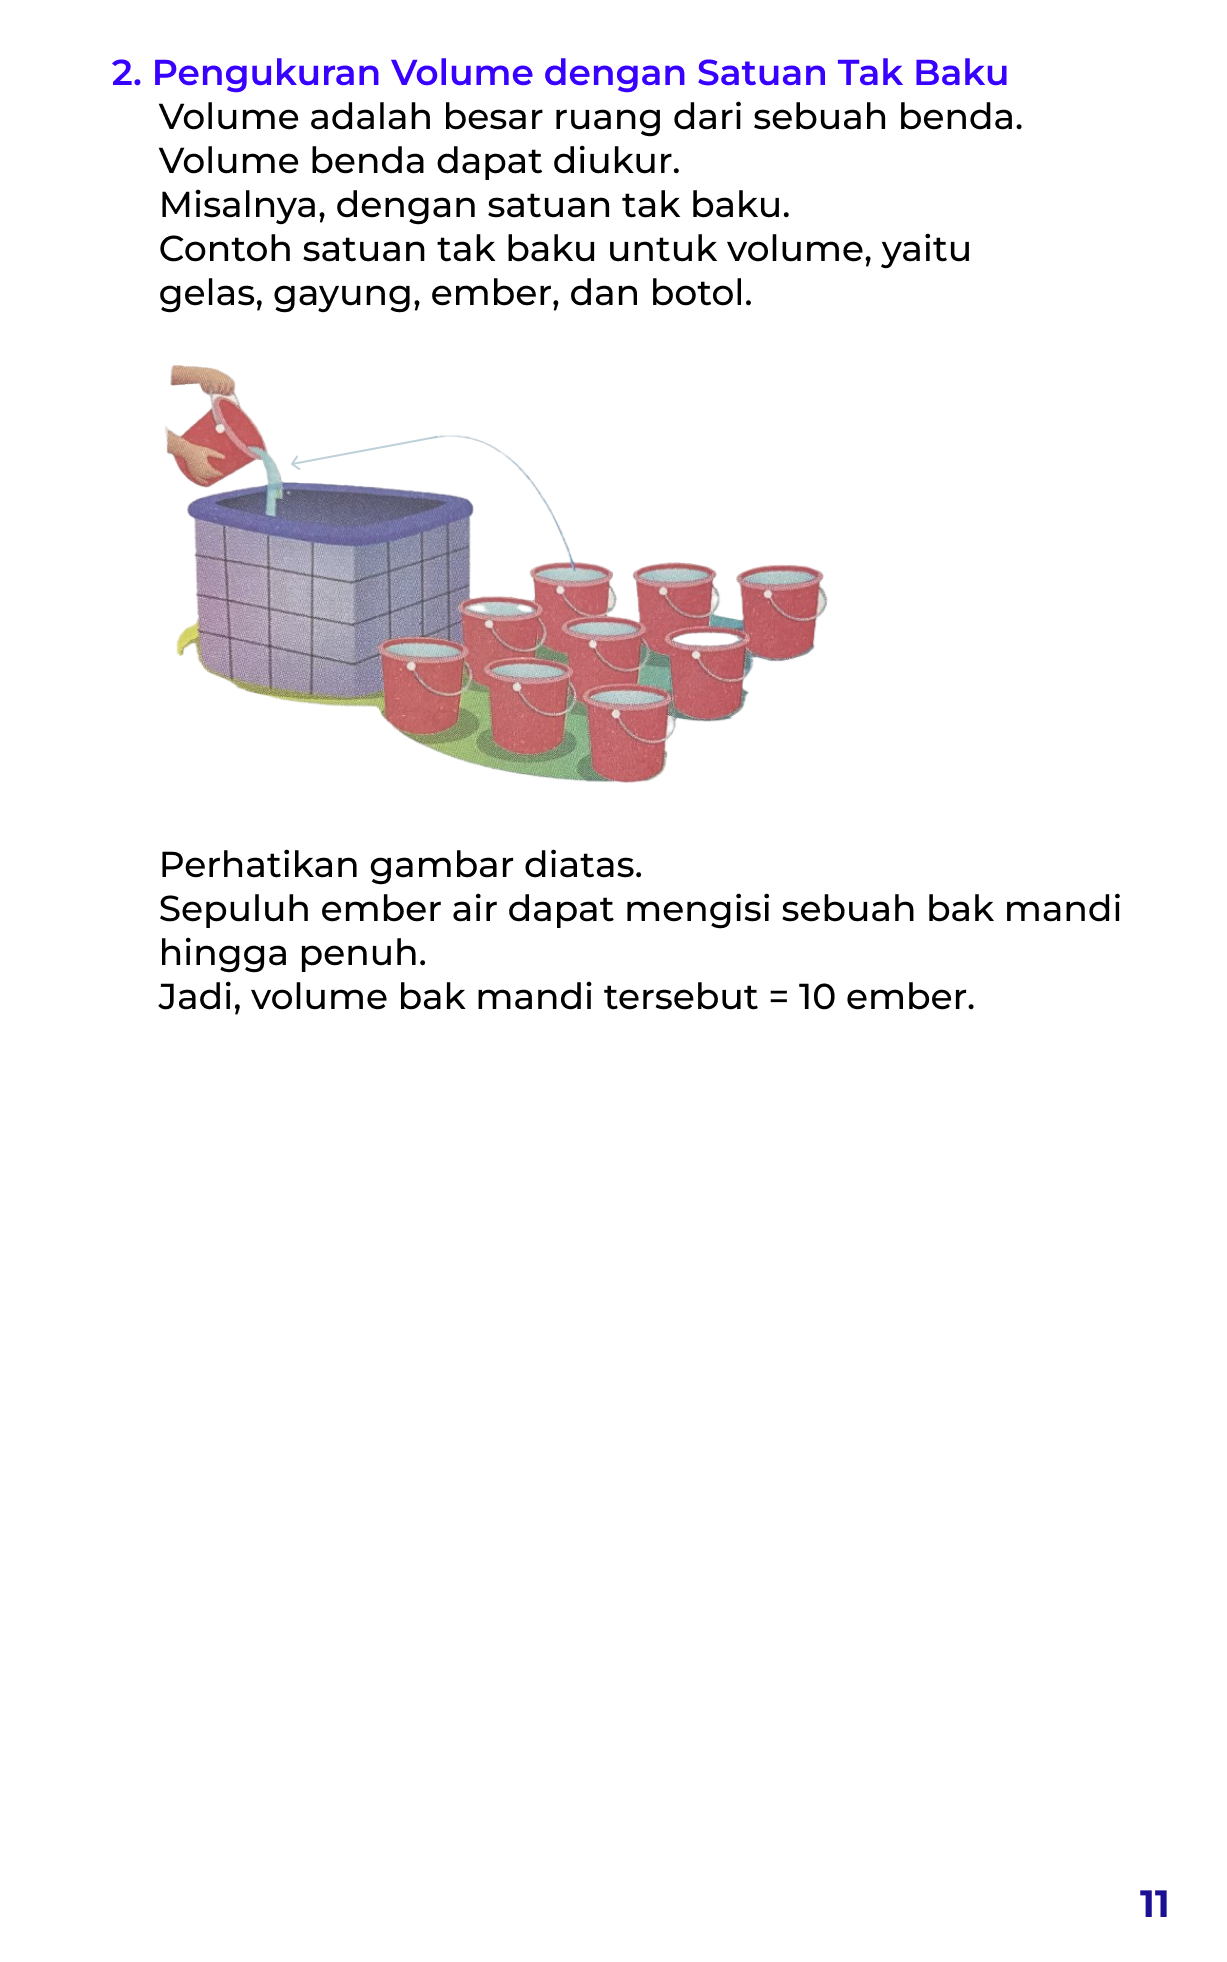 2. Pengukuran Volume dengan Satuan Tak Baku
Volume adalah besar ruang dari sebuah benda.
Volume benda dapat diukur.
Misalnya, dengan satuan tak baku.
Contoh satuan tak baku untuk volume, yaitu
gelas, gayung, ember, dan botol.
Perhatikan gambar diatas.
Sepuluh ember air dapat mengisi sebuah bak mandi
hingga penuh.
Jadi, volume bak mandi tersebut = 10 ember.
11